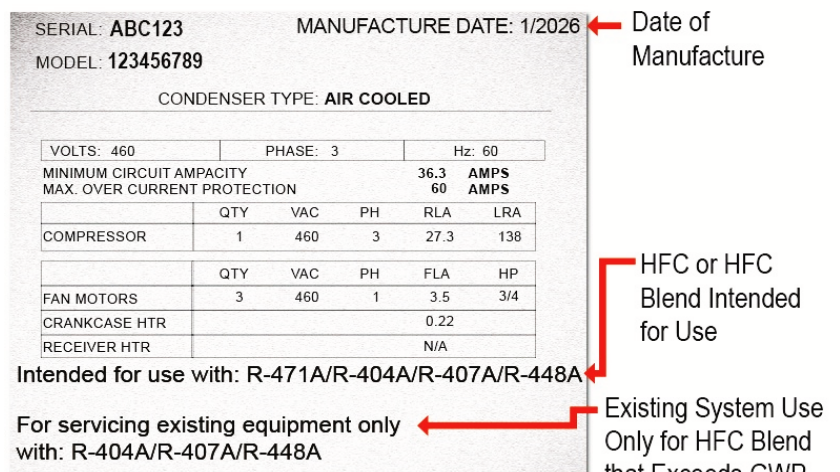 SERIAL: ABC123 MANUFACTURE DATE: 1/2026
Date of
Manufacture
MODEL: 123456789
CONDENSER TYPE: AIR COOLED
VOLTS: 460 PHASE: 3 Hz: 60
MINIMUM CIRCUIT AMPACITY 36.3 AMPS
MAX. OVER CURRENT PROTECTION 60 AMPS
QTY VAC PH RLA LRA
COMPRESSOR 1 460 3 27.3 138
QTY VAC PH FLA HP
FAN MOTORS 3 460 1 3.5 3/4
CRANKCASE HTR 0.22
RECEIVER HTR N/A
HFC or HFC
Blend Intended
for Use
Intended for use with: R-471A/R-404A/R-407A/R-448A
For servicing existing equipment only
with: R-404A/R-407A/R-448A
Existing System Use
Only for HFC Blend
that Exceeds GWP